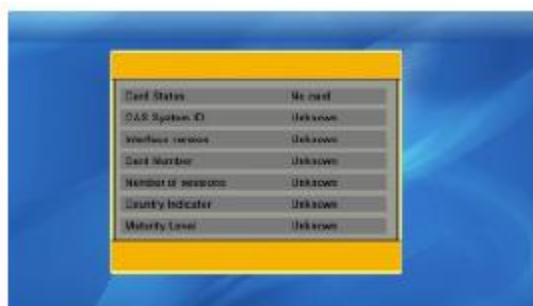 Card Status No card
CAS System ID Unknown
Interface version Unknown
Card Number Unknown
Number of sessions Unknown
Country Indicator Unknown
Maturity Level Unknown